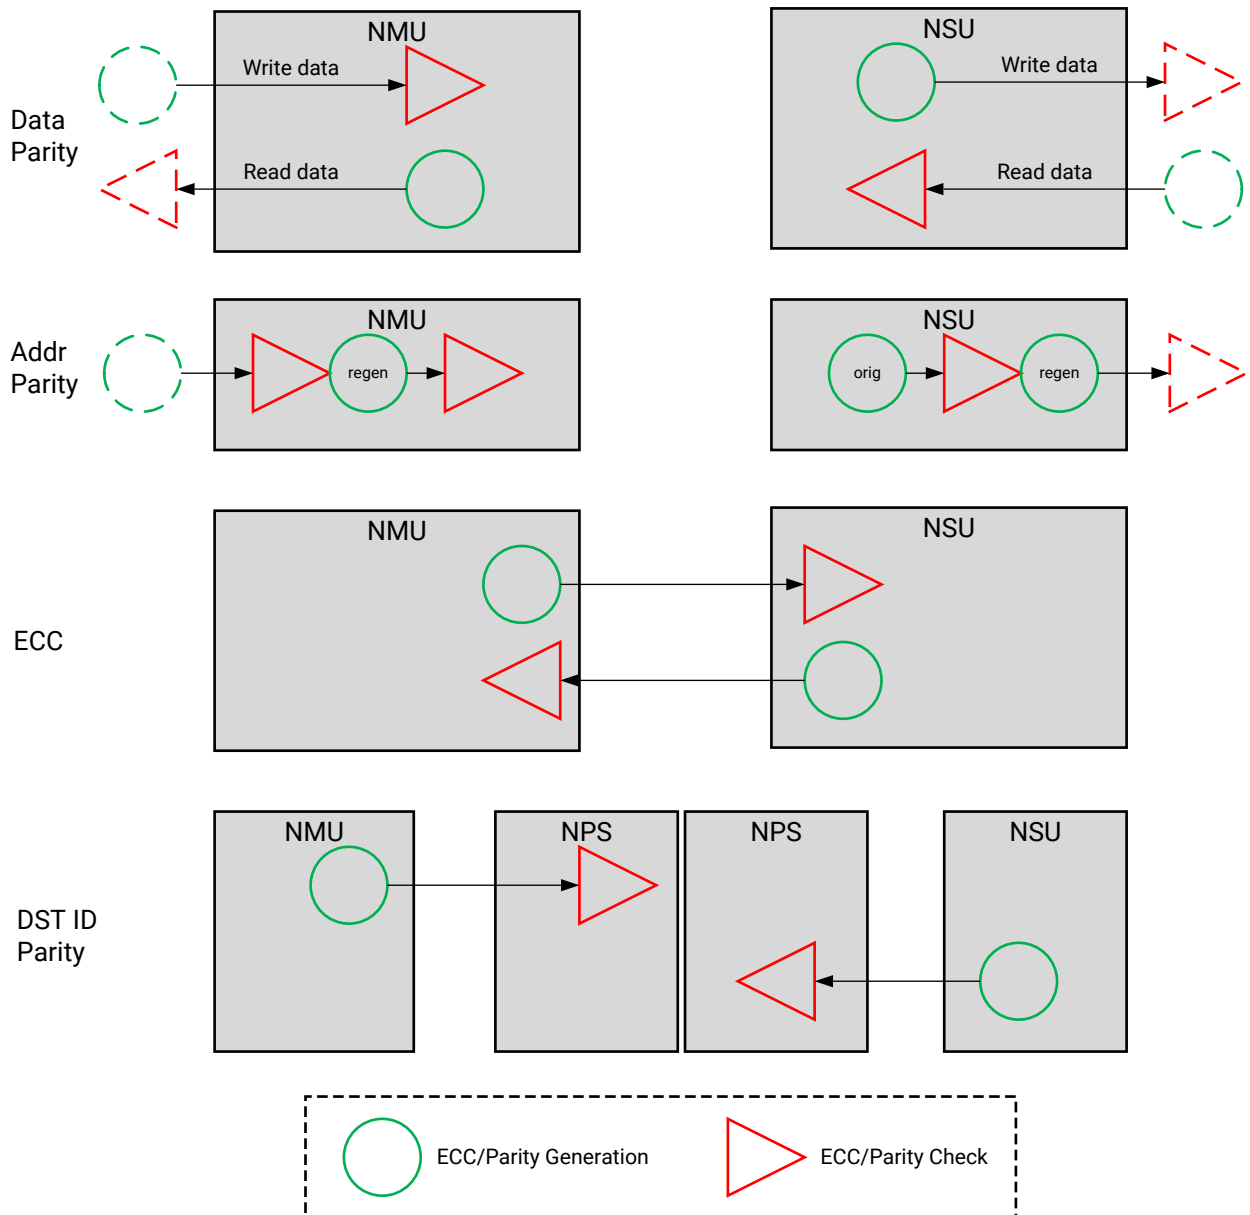 NMU
NSU
Write data
Write data
Data
Parity
Read data
Read data
NMU
NSU
Addr
Parity
regen
orig
regen
NMU
NSU
ECC
NMU
NPS
NPS
NSU
DST ID
Parity
ECC/Parity Generation
ECC/Parity Check